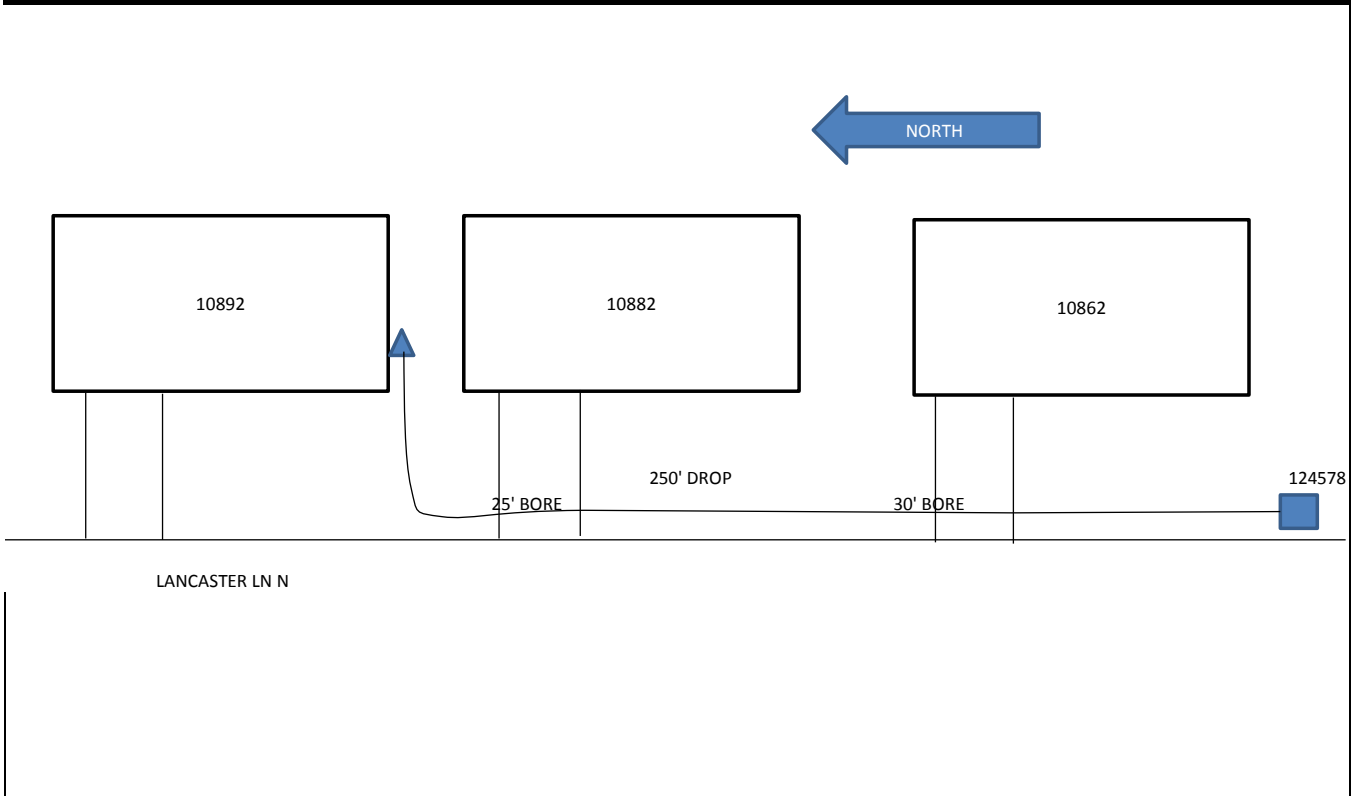 NORTH
10892
10882
10862
250' DROP
124578
25' BORE
30' BORE
LANCASTER LN N